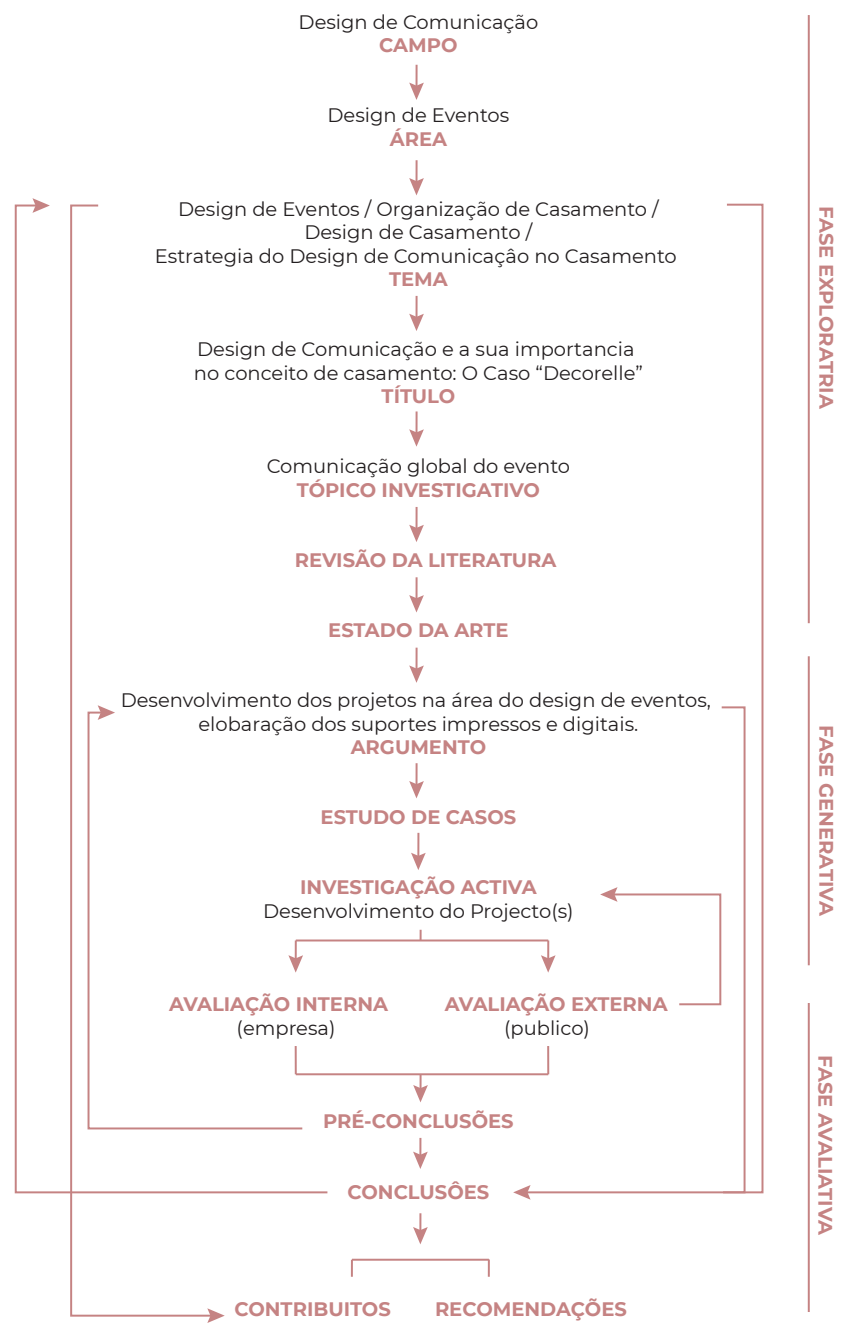 Design de Comunicação
CAMPO
Design de Eventos
ÁREA
Design de Eventos / Organização de Casamento /
Design de Casamento /
Estrategia do Design de Comunicaçâo no Casamento
TEMA
Design de Comunicação e a sua importancia
no conceito de casamento: O Caso “Decorelle”
TÍTULO
Comunicação global do evento
TÓPICO INVESTIGATIVO
REVISÃO DA LITERATURA
ESTADO DA ARTE
FASE EXPLORATRIA
Desenvolvimento dos projetos na área do design de eventos,
elobaração dos suportes impressos e digitais.
ARGUMENTO
ESTUDO DE CASOS
INVESTIGAÇÃO ACTIVA
Desenvolvimento do Projecto(s)
FASE GENERATIVA
AVALIAÇÃO INTERNA
(empresa)
AVALIAÇÃO EXTERNA
(publico)
PRÉ-CONCLUSÕES
CONCLUSÔES
CONTRIBUITOS
RECOMENDAÇÕES
FASE AVALIATIVA